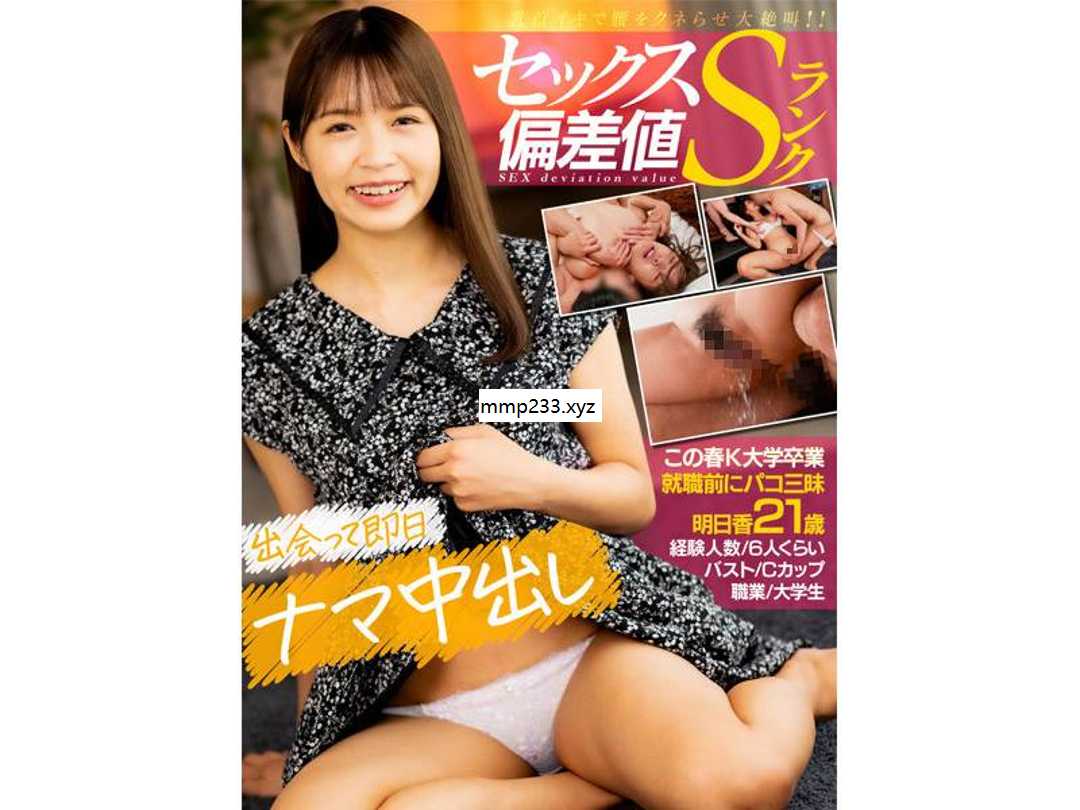 乳首イキで腰をクネらせ大絶叫!!
セックス
偏差値
SEX deviation value
Sランク
mmp233.xyz
この春K大学卒業
就職前にパコ三昧
明日香21歳
経験人数/6人くらい
バスト/Cカップ
職業/大学生
出会って即日
ナマ中出し